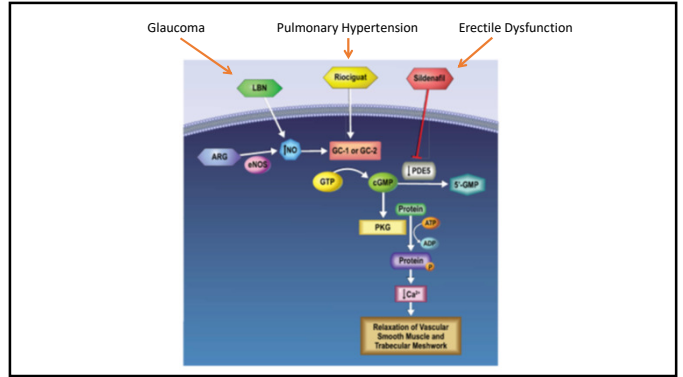 Glaucoma
Pulmonary Hypertension
Erectile Dysfunction
LBN
Riociguat
Sildenafil
ARG
eNOS
↑NO
GC-1 or GC-2
↓PDE5
GTP
cGMP
5'-GMP
PKG
Protein
ATP
ADP
Protein
P
↓Ca²⁺
Relaxation of Vascular
Smooth Muscle and
Trabecular Meshwork